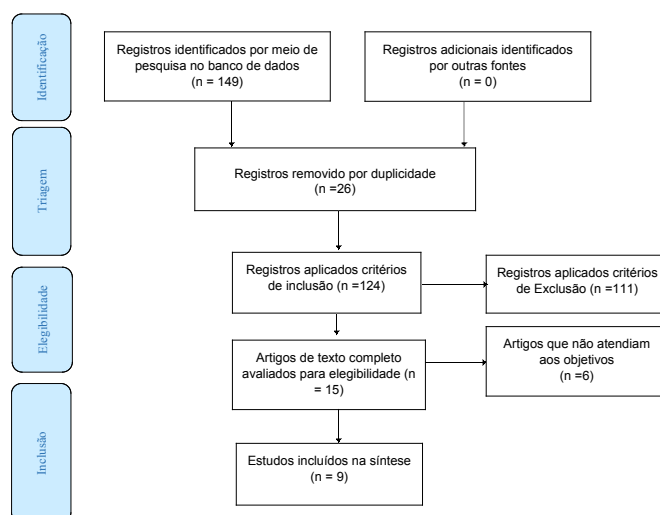 Identificação
Registros identificados por meio de
pesquisa no banco de dados
(n = 149)
Registros adicionais identificados
por outras fontes
(n = 0)
Triagem
Registros removido por duplicidade
(n =26)
Elegibilidade
Registros aplicados critérios
de inclusão (n =124)
Registros aplicados critérios
de Exclusão (n =111)
Artigos de texto completo
avaliados para elegibilidade (n
= 15)
Artigos que não atendiam
aos objetivos
(n =6)
Inclusão
Estudos incluídos na síntese
(n = 9)